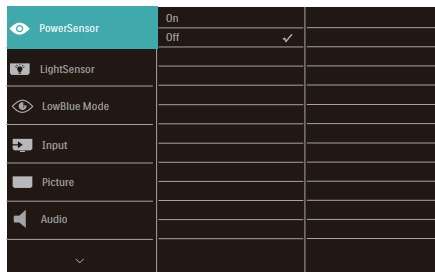 PowerSensor
On
Off
LightSensor
LowBlue Mode
Input
Picture
Audio